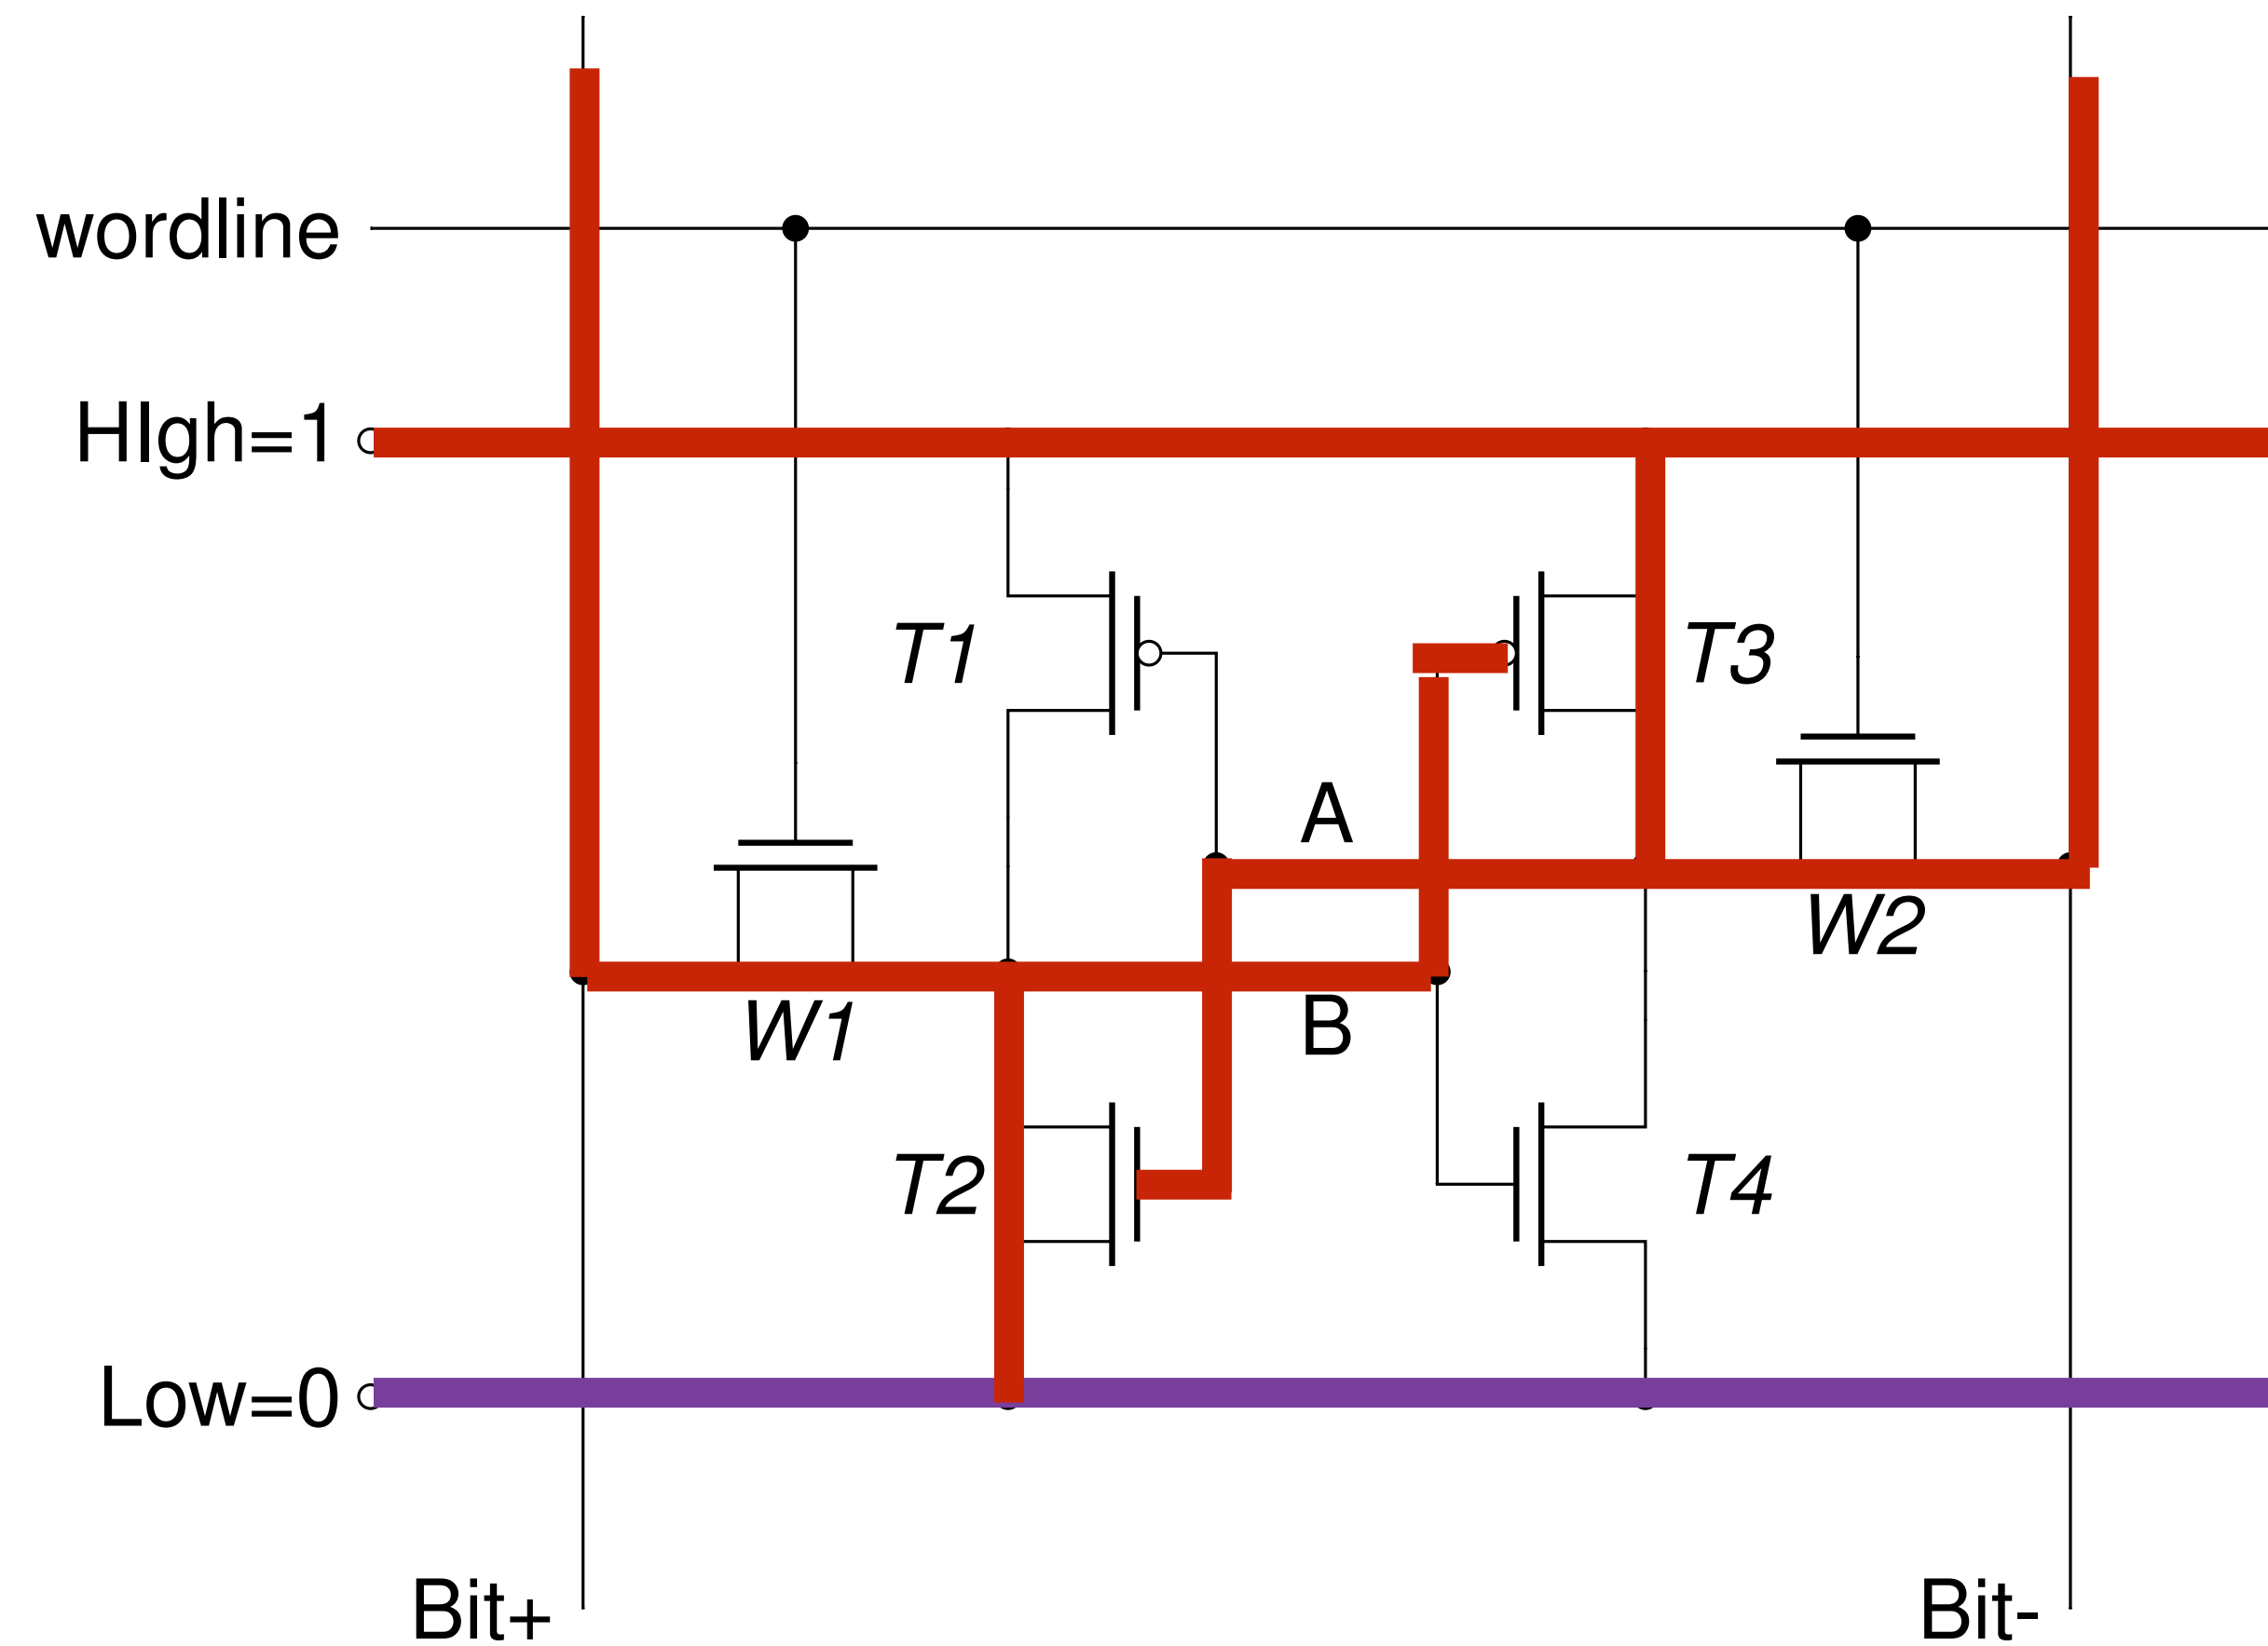 wordline
HIgh=1
T1
T3
A
W2
W1
B
T2
T4
Low=0
Bit+
Bit-